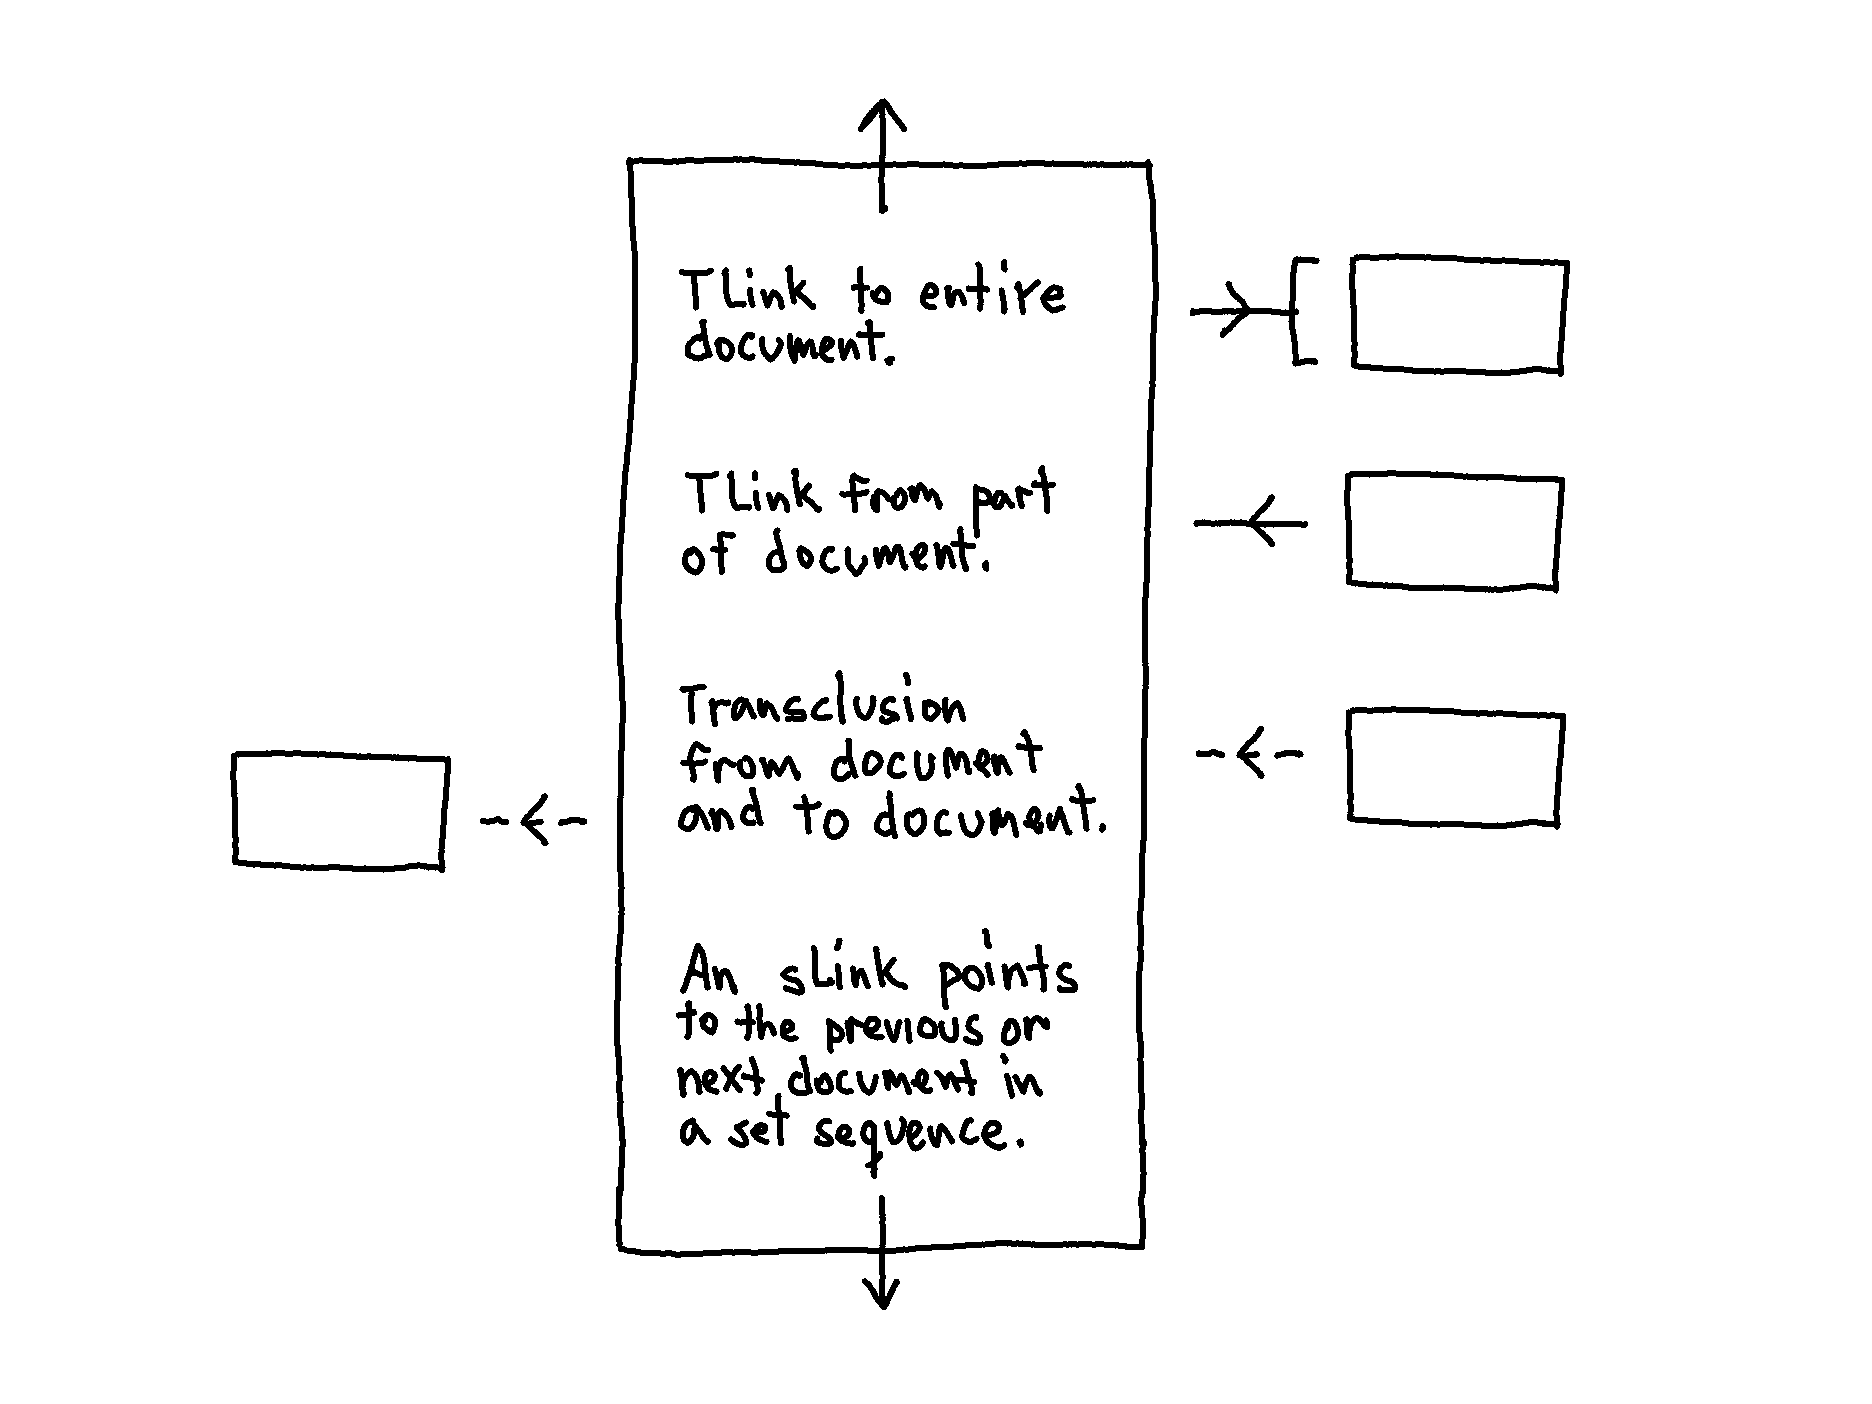 TLink to entire
document.
TLink from part
of document.
Transclusion
from document
and to document.
An sLink points
to the previous or
next document in
a set sequence.